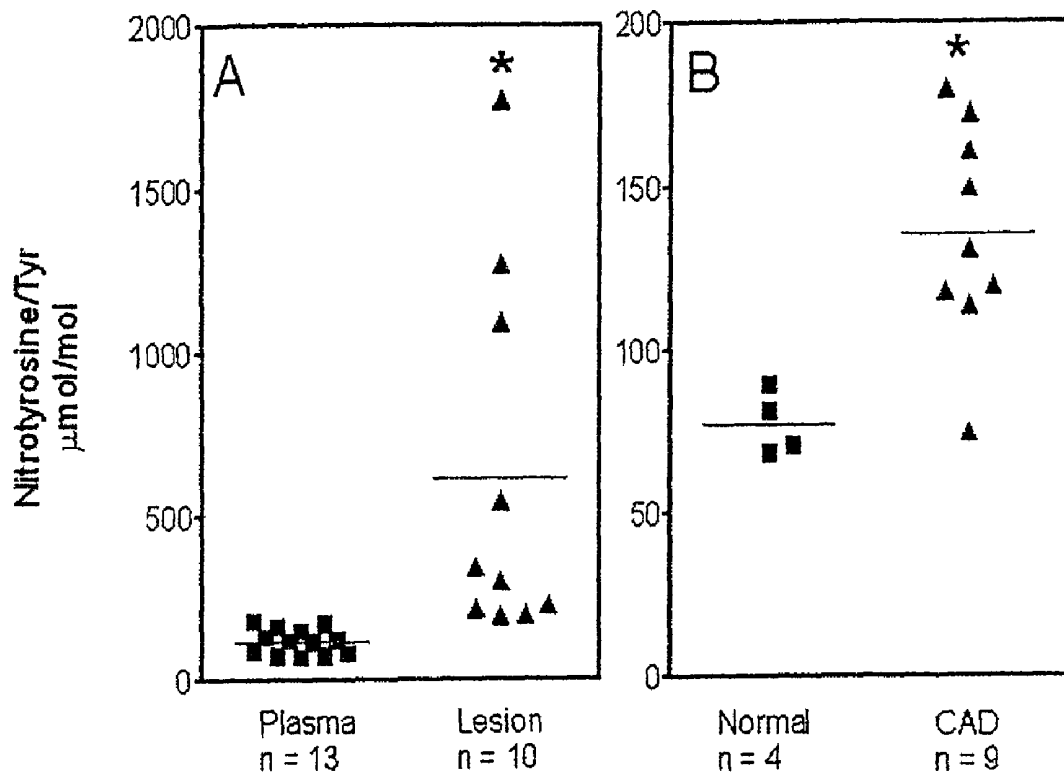 Nitrotyrosine/Tyr
μmol/mol
A
*
2000
1500
1000
500
0
Plasma
n = 13
Lesion
n = 10
B
*
200
150
100
50
0
Normal
n = 4
CAD
n = 9